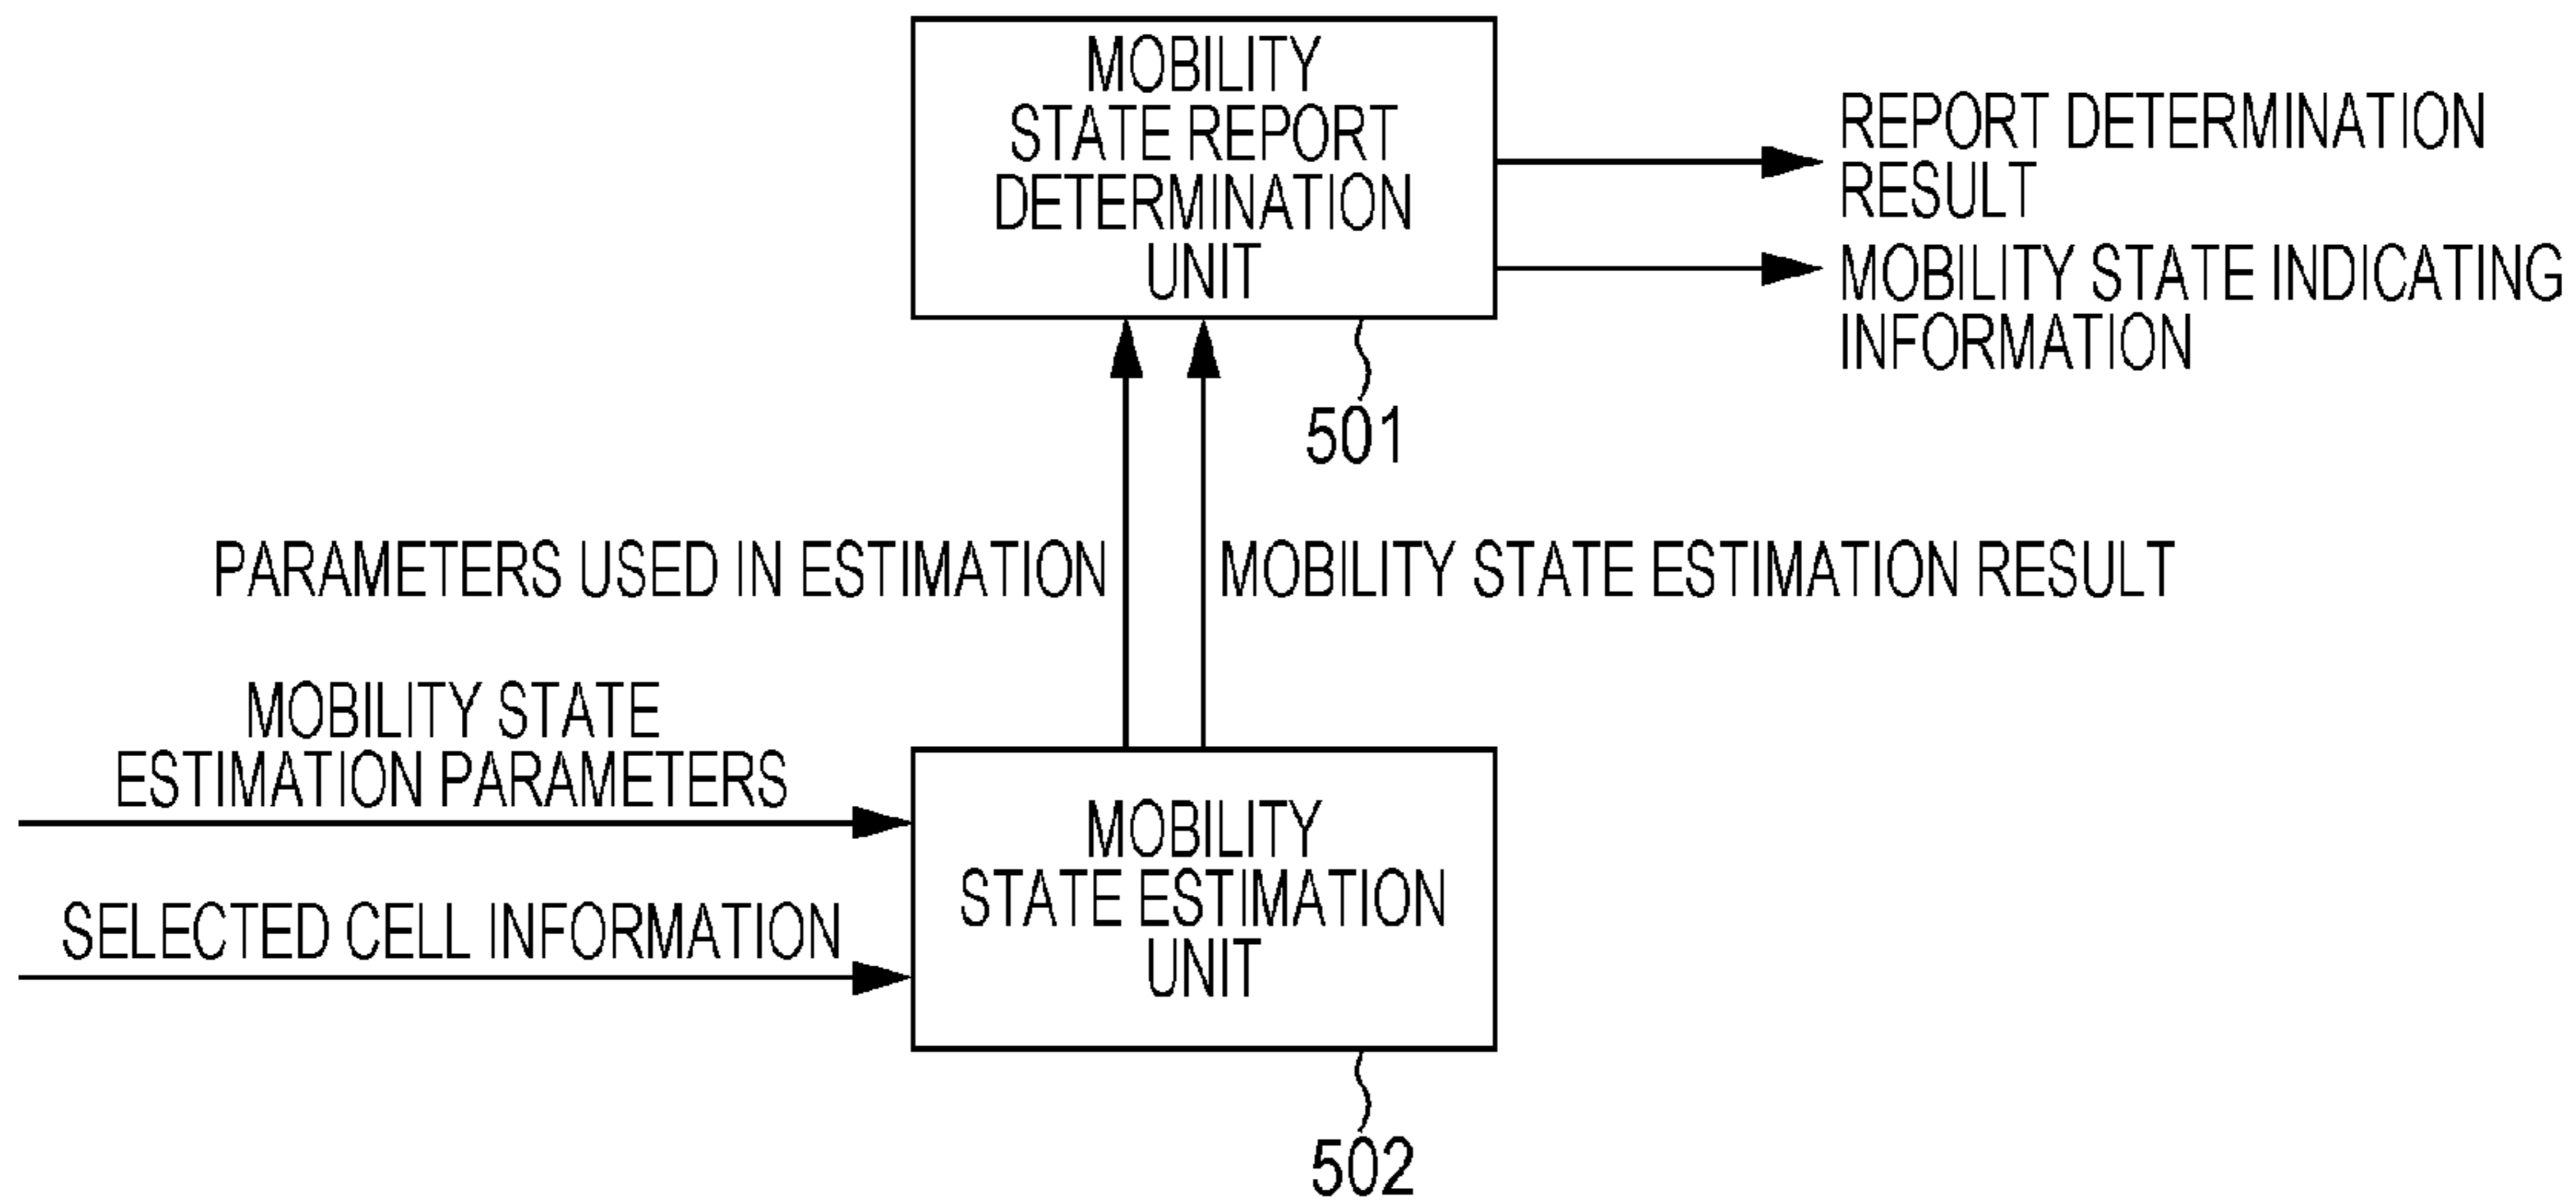 MOBILITY
STATE REPORT
DETERMINATION
UNIT
REPORT DETERMINATION
RESULT
MOBILITY STATE INDICATING
INFORMATION
501
PARAMETERS USED IN ESTIMATION
MOBILITY STATE ESTIMATION RESULT
MOBILITY STATE
ESTIMATION PARAMETERS
SELECTED CELL INFORMATION
MOBILITY
STATE ESTIMATION
UNIT
502